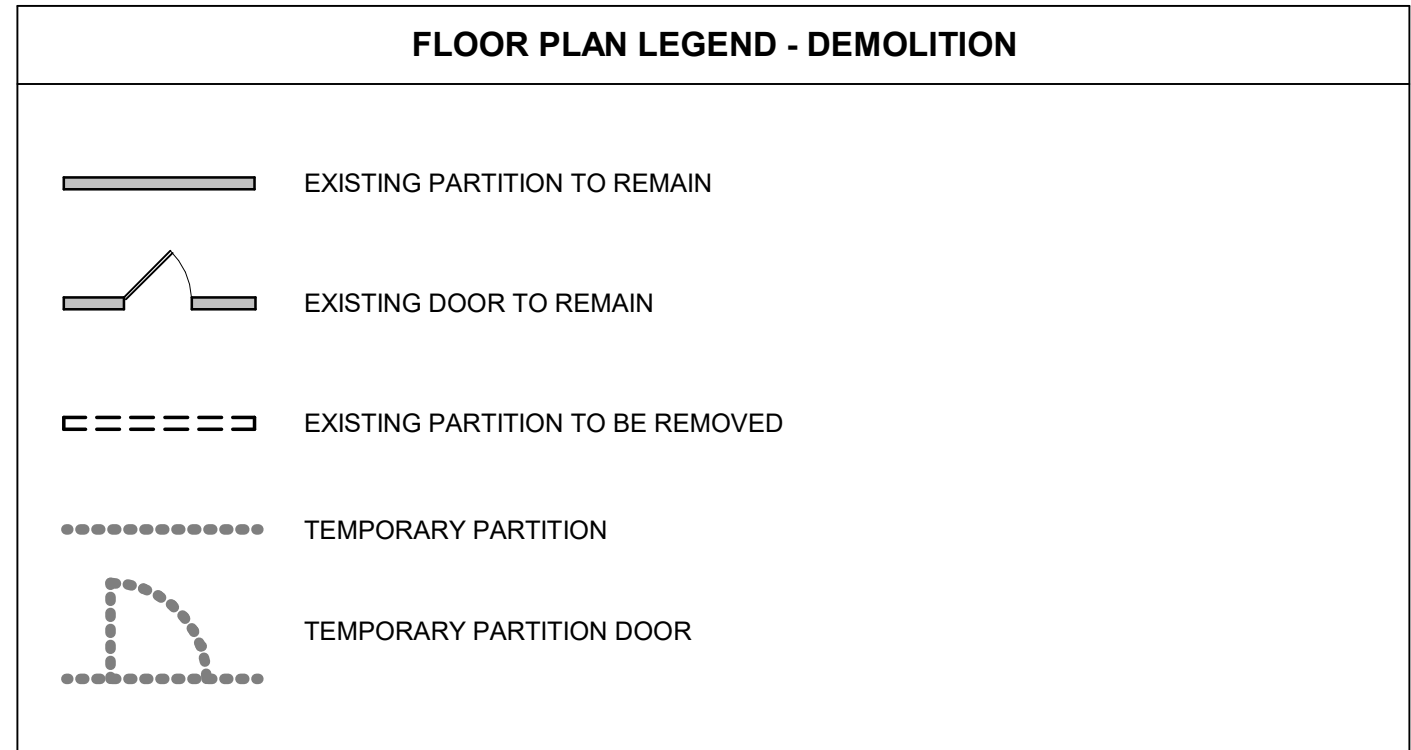 FLOOR PLAN LEGEND - DEMOLITION
EXISTING PARTITION TO REMAIN
EXISTING DOOR TO REMAIN
EXISTING PARTITION TO BE REMOVED
TEMPORARY PARTITION
TEMPORARY PARTITION DOOR